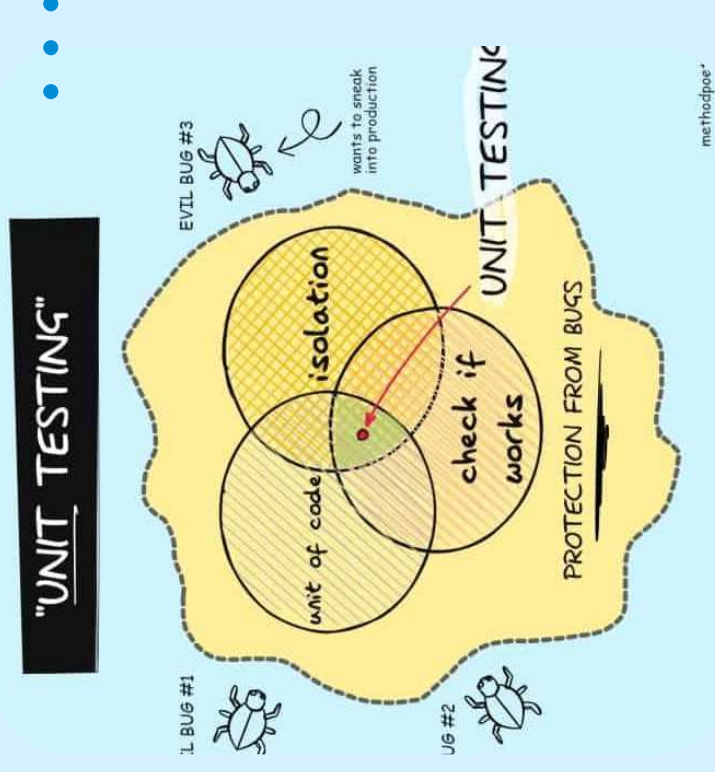 "UNIT TESTING"
EVIL BUG #3
wants to sneak
into production
L BUG #1
unit of code
isolation
check if
works
UNIT TESTING
UG #2
PROTECTION FROM BUGS
methodpoe'